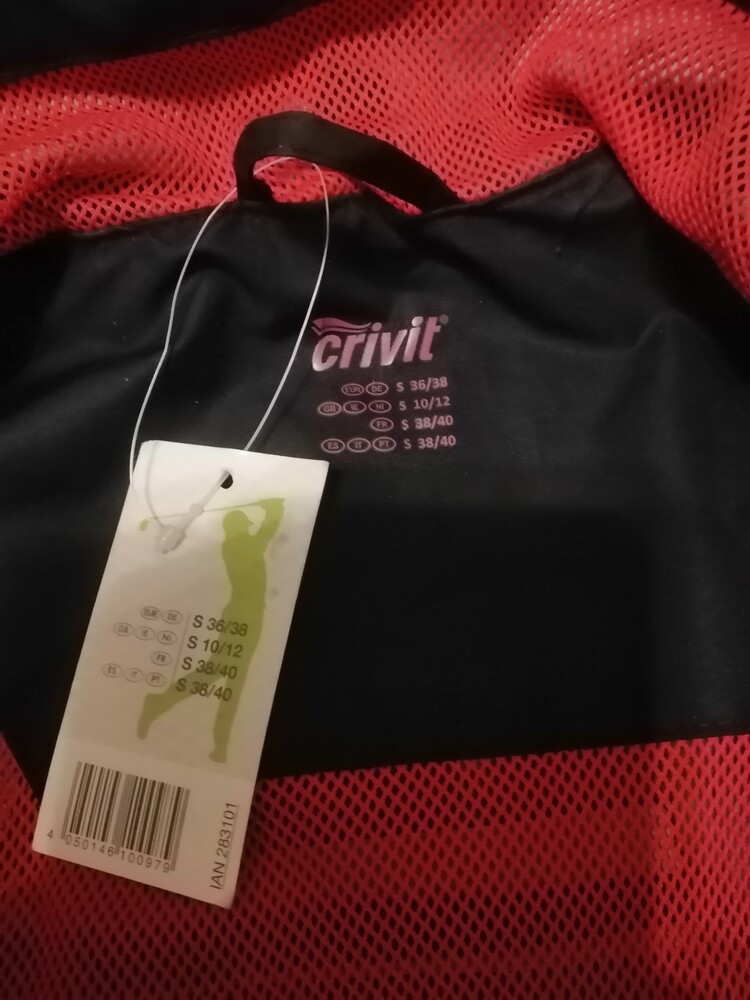 crivit®
EUR DE S 36/38
GB IE NI S 10/12
FR S 38/40
ES IT PT S 38/40
EUR DE S 36/38
GB IE NI S 10/12
FR S 38/40
ES IT PT S 38/40
4 050146 100979
IAN 283101